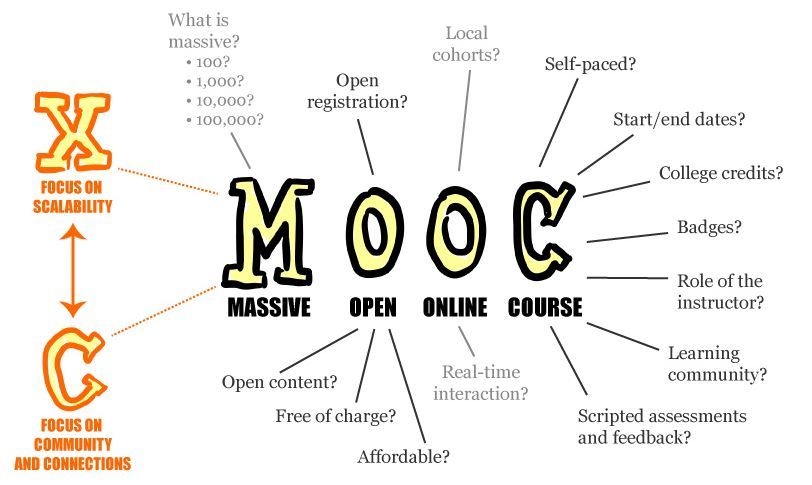 What is
massive?
• 100?
• 1,000?
• 10,000?
• 100,000?
Open
registration?
Local
cohorts?
Self-paced?
Start/end dates?
College credits?
Badges?
Role of the
instructor?
Learning
community?
Scripted assessments
and feedback?
X
FOCUS ON
SCALABILITY
C
FOCUS ON
COMMUNITY
AND CONNECTIONS
MOOC
MASSIVE OPEN ONLINE COURSE
Open content?
Free of charge?
Affordable?
Real-time
interaction?